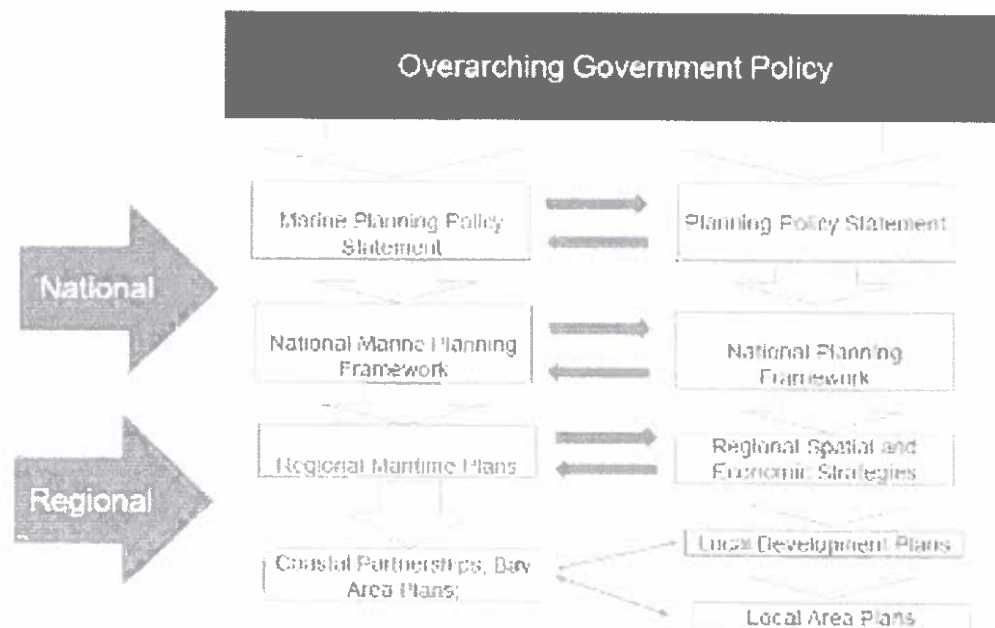 Overarching Government Policy
National
Marine Planning Policy
Statement
Planning Policy Statement
National Marine Planning
Framework
National Planning
Framework
Regional
Regional Maritime Plans
Regional Spatial and
Economic Strategies
Coastal Partnerships, Bay
Area Plans;
Local Development Plans
Local Area Plans